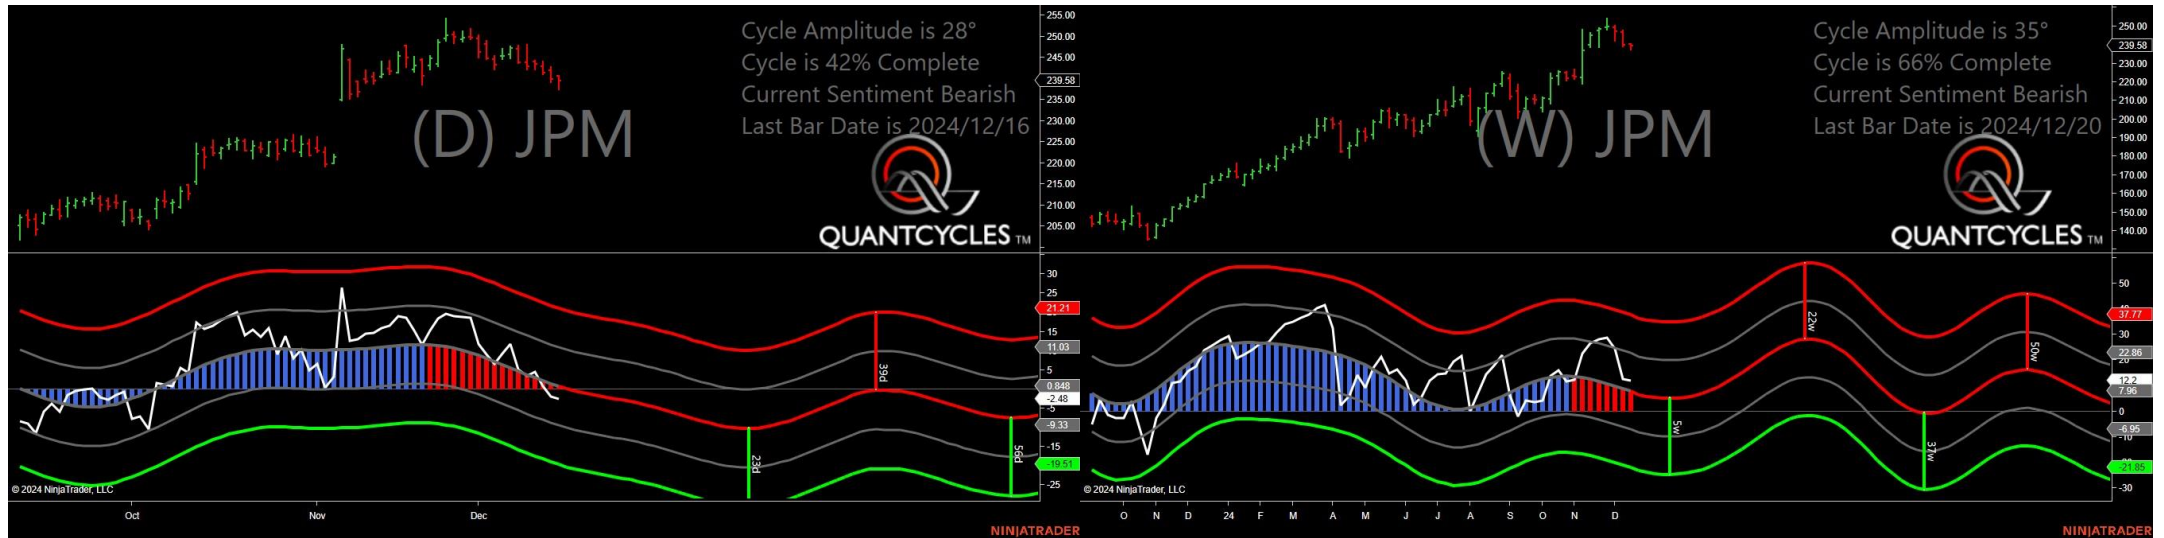 Cycle Amplitude is 28°
Cycle is 42% Complete
Current Sentiment Bearish
Last Bar Date is 2024/12/16
(D) JPM
QUANTCYCLES TM
255.00
250.00
245.00
239.58
235.00
230.00
225.00
220.00
215.00
210.00
205.00
30
25
21.21
15
11.03
5
0.848
-2.48
-5
-9.33
-15
-19.51
-25
39d
23d
56d
© 2024 NinjaTrader, LLC
Oct Nov Dec
NINJATRADER
Cycle Amplitude is 35°
Cycle is 66% Complete
Current Sentiment Bearish
Last Bar Date is 2024/12/20
(W) JPM
QUANTCYCLES TM
250.00
239.58
230.00
220.00
210.00
200.00
190.00
180.00
170.00
160.00
150.00
140.00
50
37.77
30
22.86
12.2
7.96
0
-6.95
-10
-21.85
-30
22w
50w
5w
37w
© 2024 NinjaTrader, LLC
O N D 24 F M A M J J A S O N D
NINJATRADER